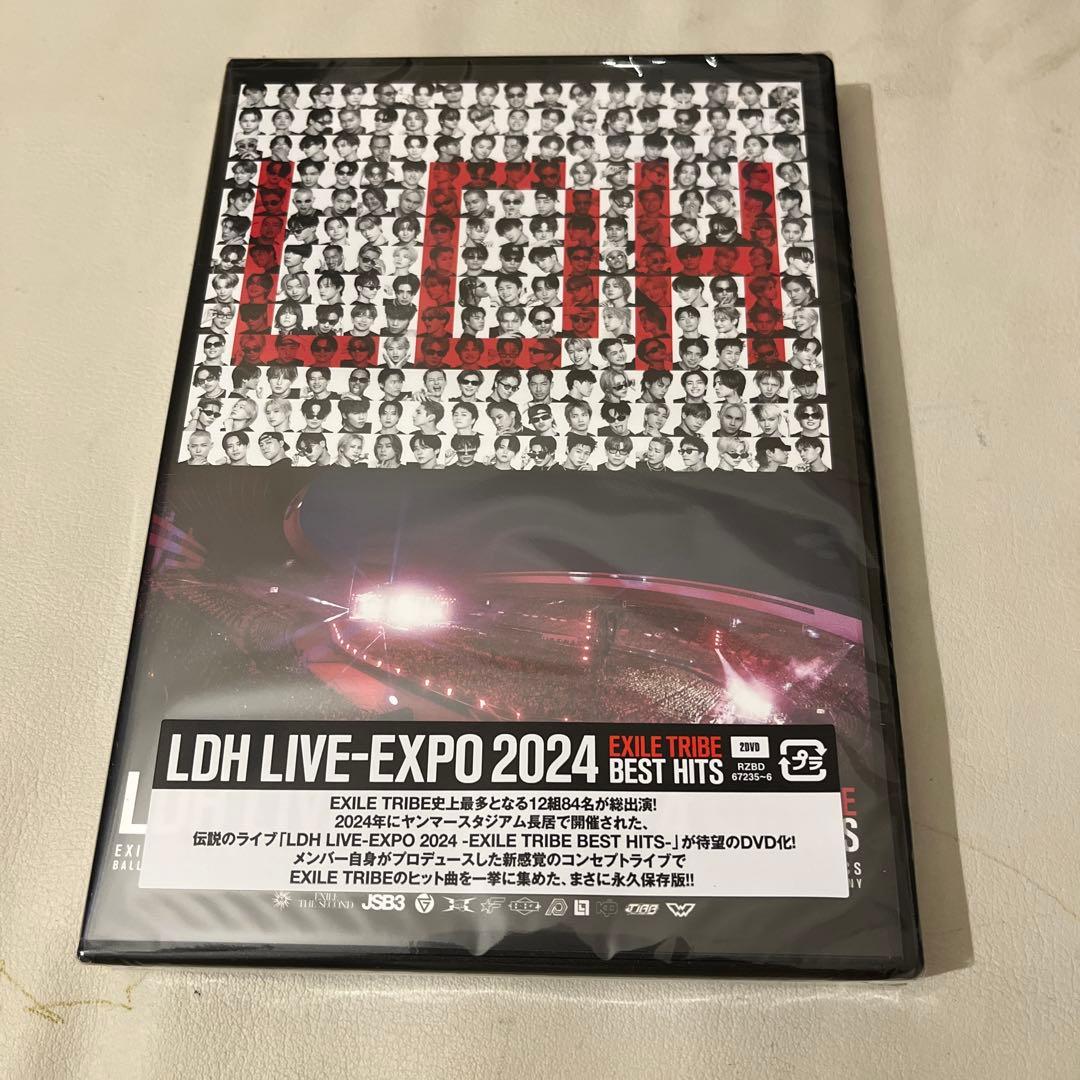 LDH
LDH LIVE-EXPO 2024 EXILE TRIBE BEST HITS
2DVD
RZBD
67235~6
プラ
EXILE TRIBE史上最多となる12組84名が総出演!
2024年にヤンマースタジアム長居で開催された、
伝説のライブ「LDH LIVE-EXPO 2024 -EXILE TRIBE BEST HITS-」が待望のDVD化!
メンバー自身がプロデュースした新感覚のコンセプトライブで
EXILE TRIBEのヒット曲を一挙に集めた、まさに永久保存版!!
EXILE
THE SECOND
JSB3